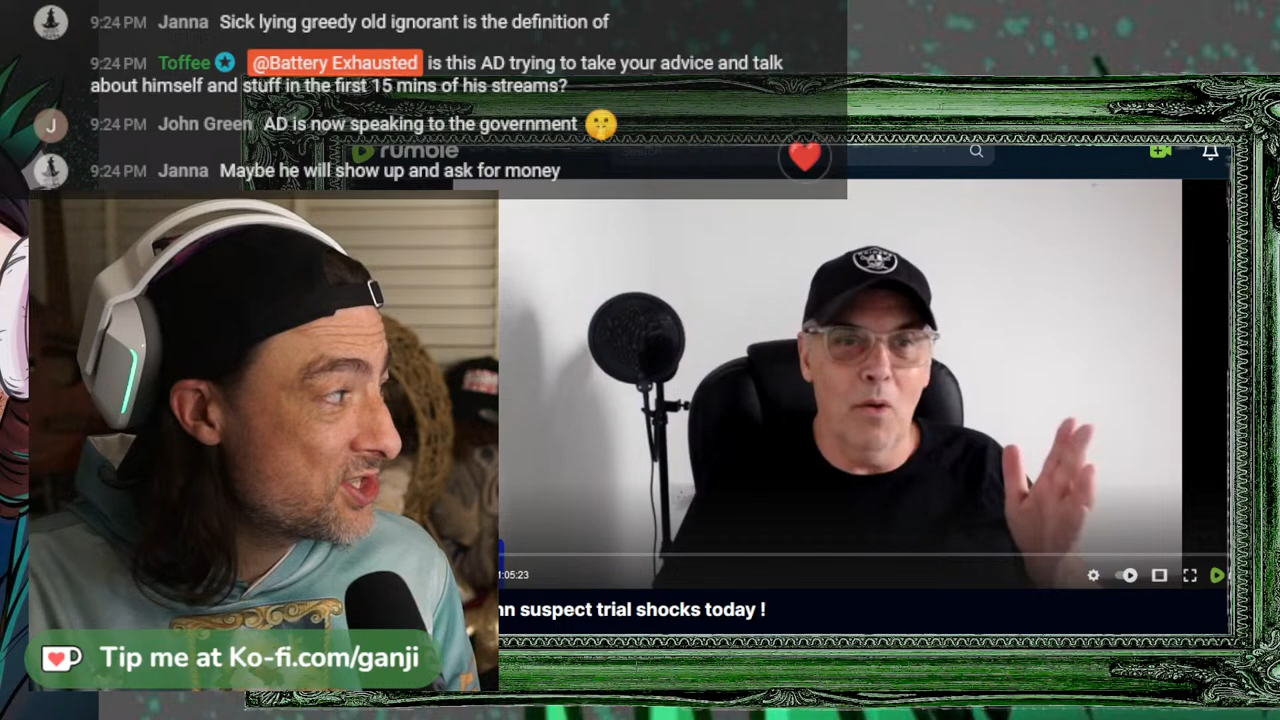 9:24 PM Janna Sick lying greedy old ignorant is the definition of
9:24 PM Toffee @Battery Exhausted is this AD trying to take your advice and talk
about himself and stuff in the first 15 mins of his streams?
J 9:24 PM John Green AD is now speaking to the government
rumble
9:24 PM Janna Maybe he will show up and ask for money
1:05:23
nn suspect trial shocks today !
Tip me at Ko-fi.com/ganji